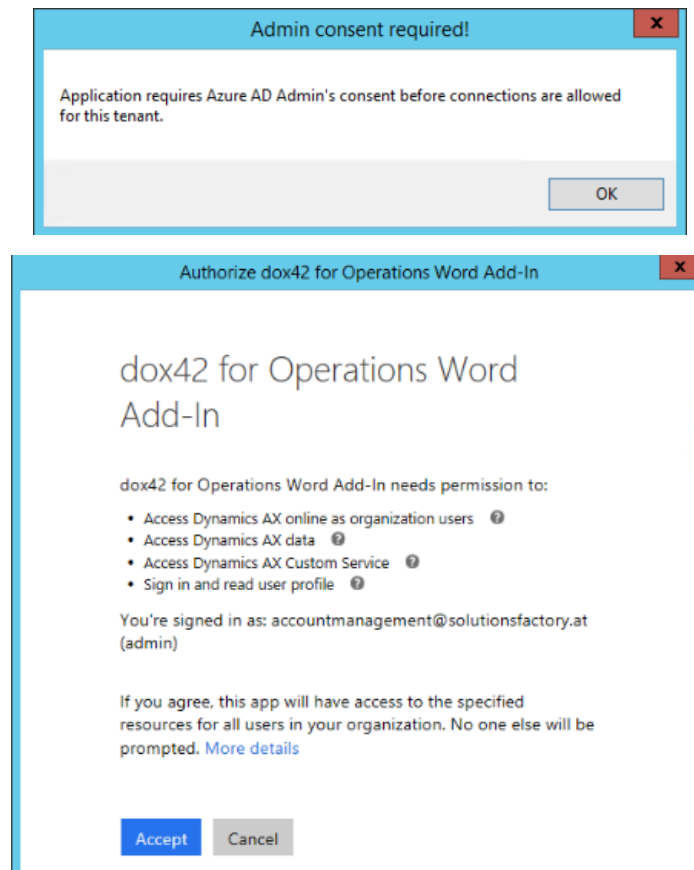 Admin consent required!
x
Application requires Azure AD Admin's consent before connections are allowed
for this tenant.
OK
Authorize dox42 for Operations Word Add-In
x
dox42 for Operations Word
Add-In
dox42 for Operations Word Add-In needs permission to:
• Access Dynamics AX online as organization users ?
• Access Dynamics AX data ?
• Access Dynamics AX Custom Service ?
• Sign in and read user profile ?
You're signed in as: accountmanagement@solutionsfactory.at
(admin)
If you agree, this app will have access to the specified
resources for all users in your organization. No one else will be
prompted. More details
Accept Cancel